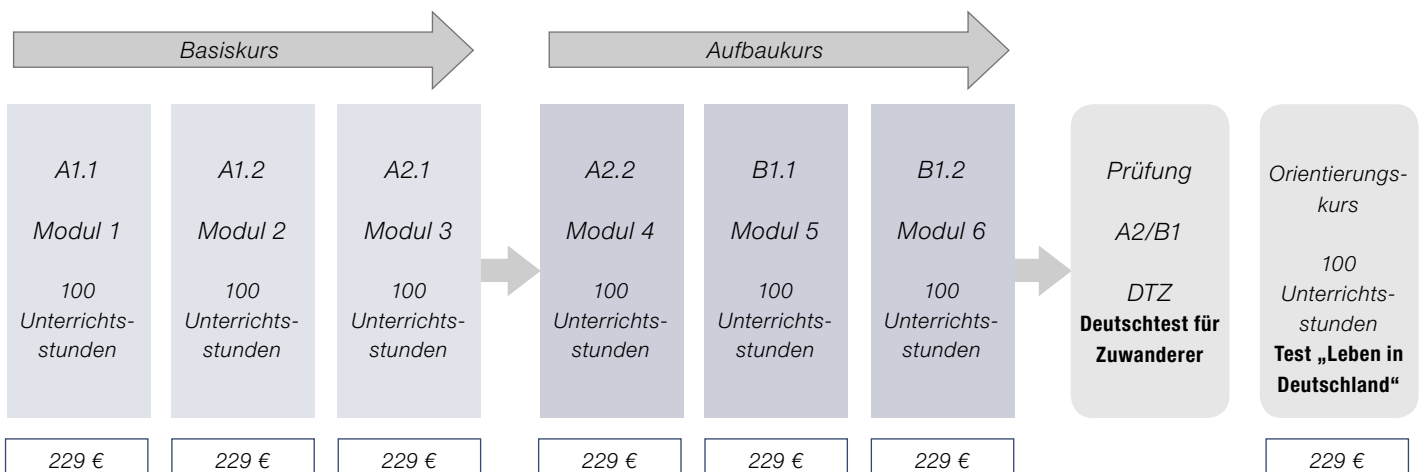 Basiskurs
Aufbaukurs
A1.1
Modul 1
100
Unterrichts-
stunden
A1.2
Modul 2
100
Unterrichts-
stunden
A2.1
Modul 3
100
Unterrichts-
stunden
A2.2
Modul 4
100
Unterrichts-
stunden
B1.1
Modul 5
100
Unterrichts-
stunden
B1.2
Modul 6
100
Unterrichts-
stunden
Prüfung
A2/B1
DTZ
Deutschtest für
Zuwanderer
Orientierungs-
kurs
100
Unterrichts-
stunden
Test „Leben in
Deutschland“
229 €
229 €
229 €
229 €
229 €
229 €
229 €